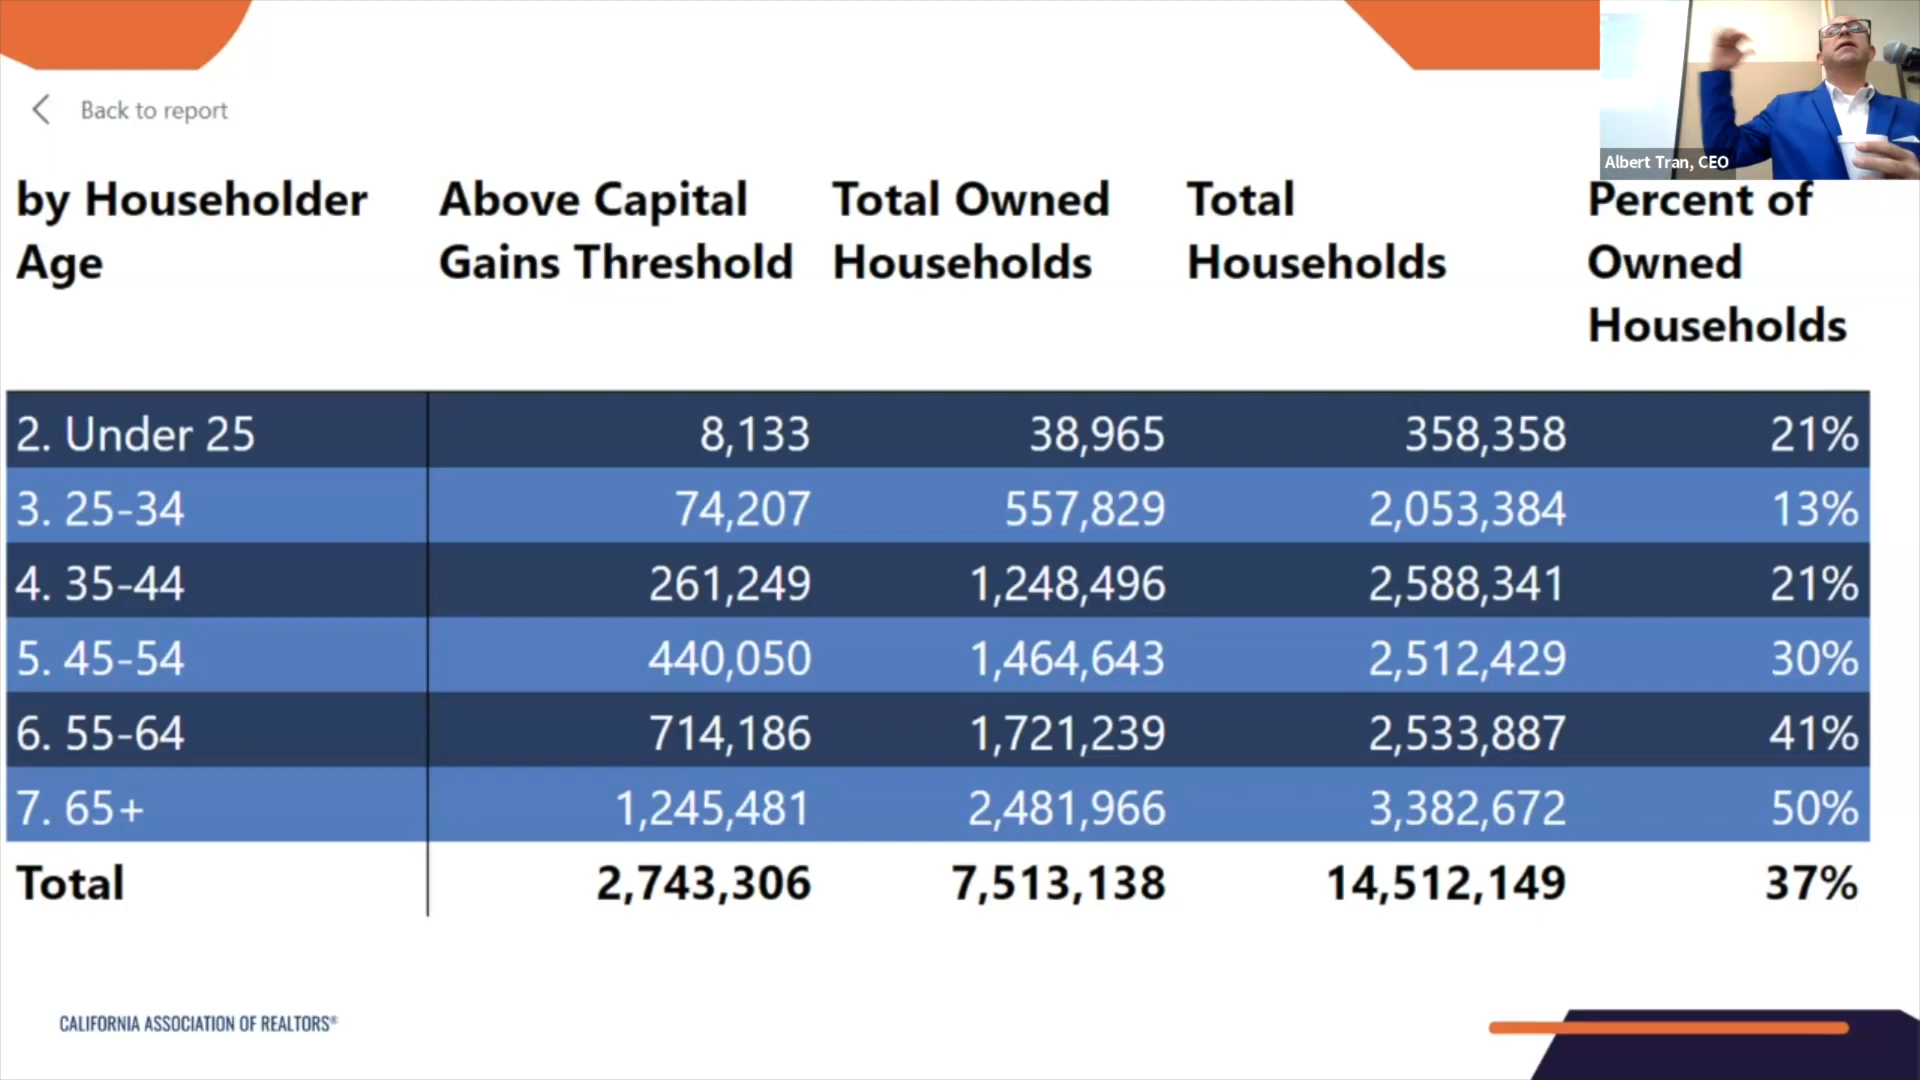 Back to report
Albert Tran, CEO
by Householder Age
Above Capital Gains Threshold
Total Owned Households
Total Households
Percent of Owned Households
2. Under 25 8,133 38,965 358,358 21%
3. 25-34 74,207 557,829 2,053,384 13%
4. 35-44 261,249 1,248,496 2,588,341 21%
5. 45-54 440,050 1,464,643 2,512,429 30%
6. 55-64 714,186 1,721,239 2,533,887 41%
7. 65+ 1,245,481 2,481,966 3,382,672 50%
Total 2,743,306 7,513,138 14,512,149 37%
CALIFORNIA ASSOCIATION OF REALTORS®